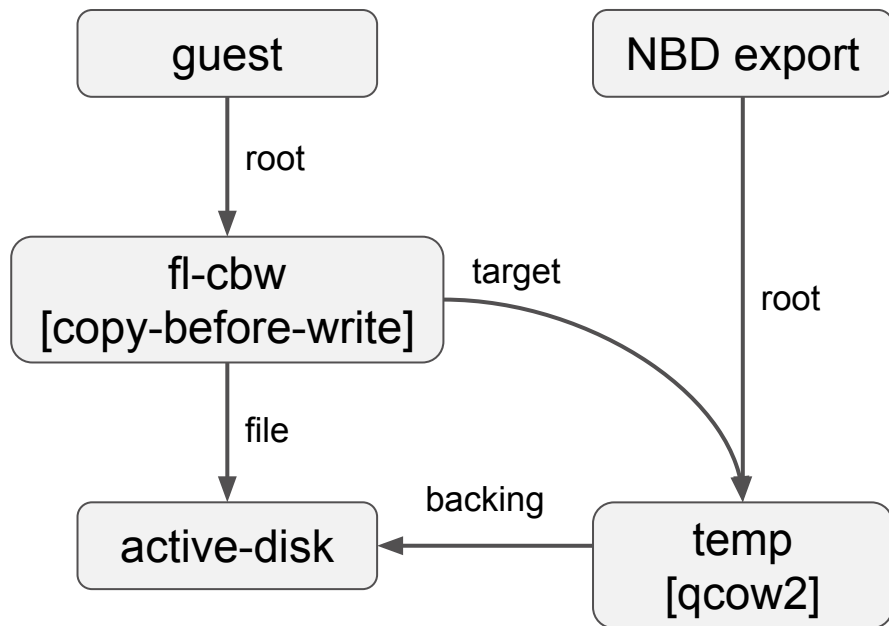 guest
NBD export
root
fl-cbw
[copy-before-write]
target
root
file
backing
active-disk
temp
[qcow2]